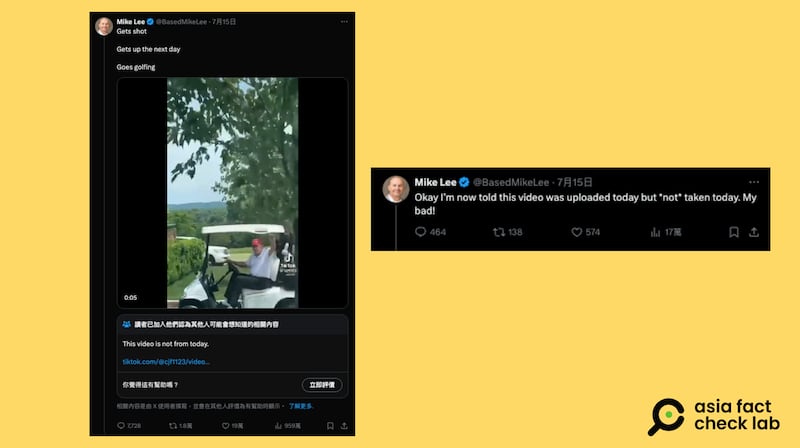 Mike Lee @BasedMikeLee · 7月15日
Gets shot
Gets up the next day
Goes golfing
TikTok
0:05
讀者已加入他們認為其他人可能會想知道的相關內容
This video is not from today.
tiktok.com/@cjf1123/video...
你覺得這有幫助嗎？
立即評價
相關內容是由 X 使用者撰寫，並會在其他人評價為有幫助時顯示。 了解更多.
7,728 1.8萬 19萬 959萬
Mike Lee @BasedMikeLee · 7月15日
Okay I'm now told this video was uploaded today but *not* taken today. My
bad!
464 138 574 17萬
asia fact
check lab